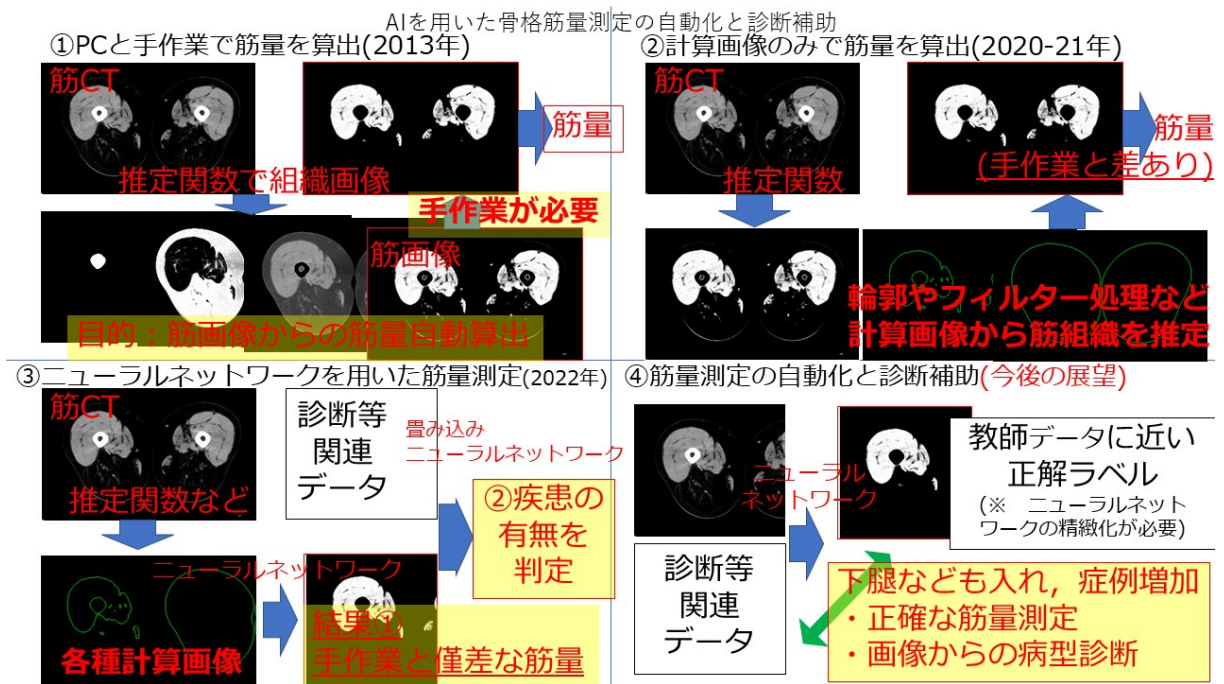 AIを用いた骨格筋量測定の自動化と診断補助
①PCと手作業で筋量を算出(2013年)
筋CT
筋量
推定関数で組織画像
手作業が必要
筋画像
目的：筋画像からの筋量自動算出
②計算画像のみで筋量を算出(2020-21年)
筋CT
筋量
(手作業と差あり)
推定関数
輪郭やフィルター処理など
計算画像から筋組織を推定
③ニューラルネットワークを用いた筋量測定(2022年)
筋CT
診断等
関連
データ
畳み込み
ニューラルネットワーク
推定関数など
②疾患の
有無を
判定
ニューラルネットワーク
結果①
手作業と僅差な筋量
各種計算画像
④筋量測定の自動化と診断補助(今後の展望)
ニューラル
ネットワーク
教師データに近い
正解ラベル
(※　ニューラルネット
ワークの精緻化が必要)
診断等
関連
データ
下腿なども入れ，症例増加
・正確な筋量測定
・画像からの病型診断